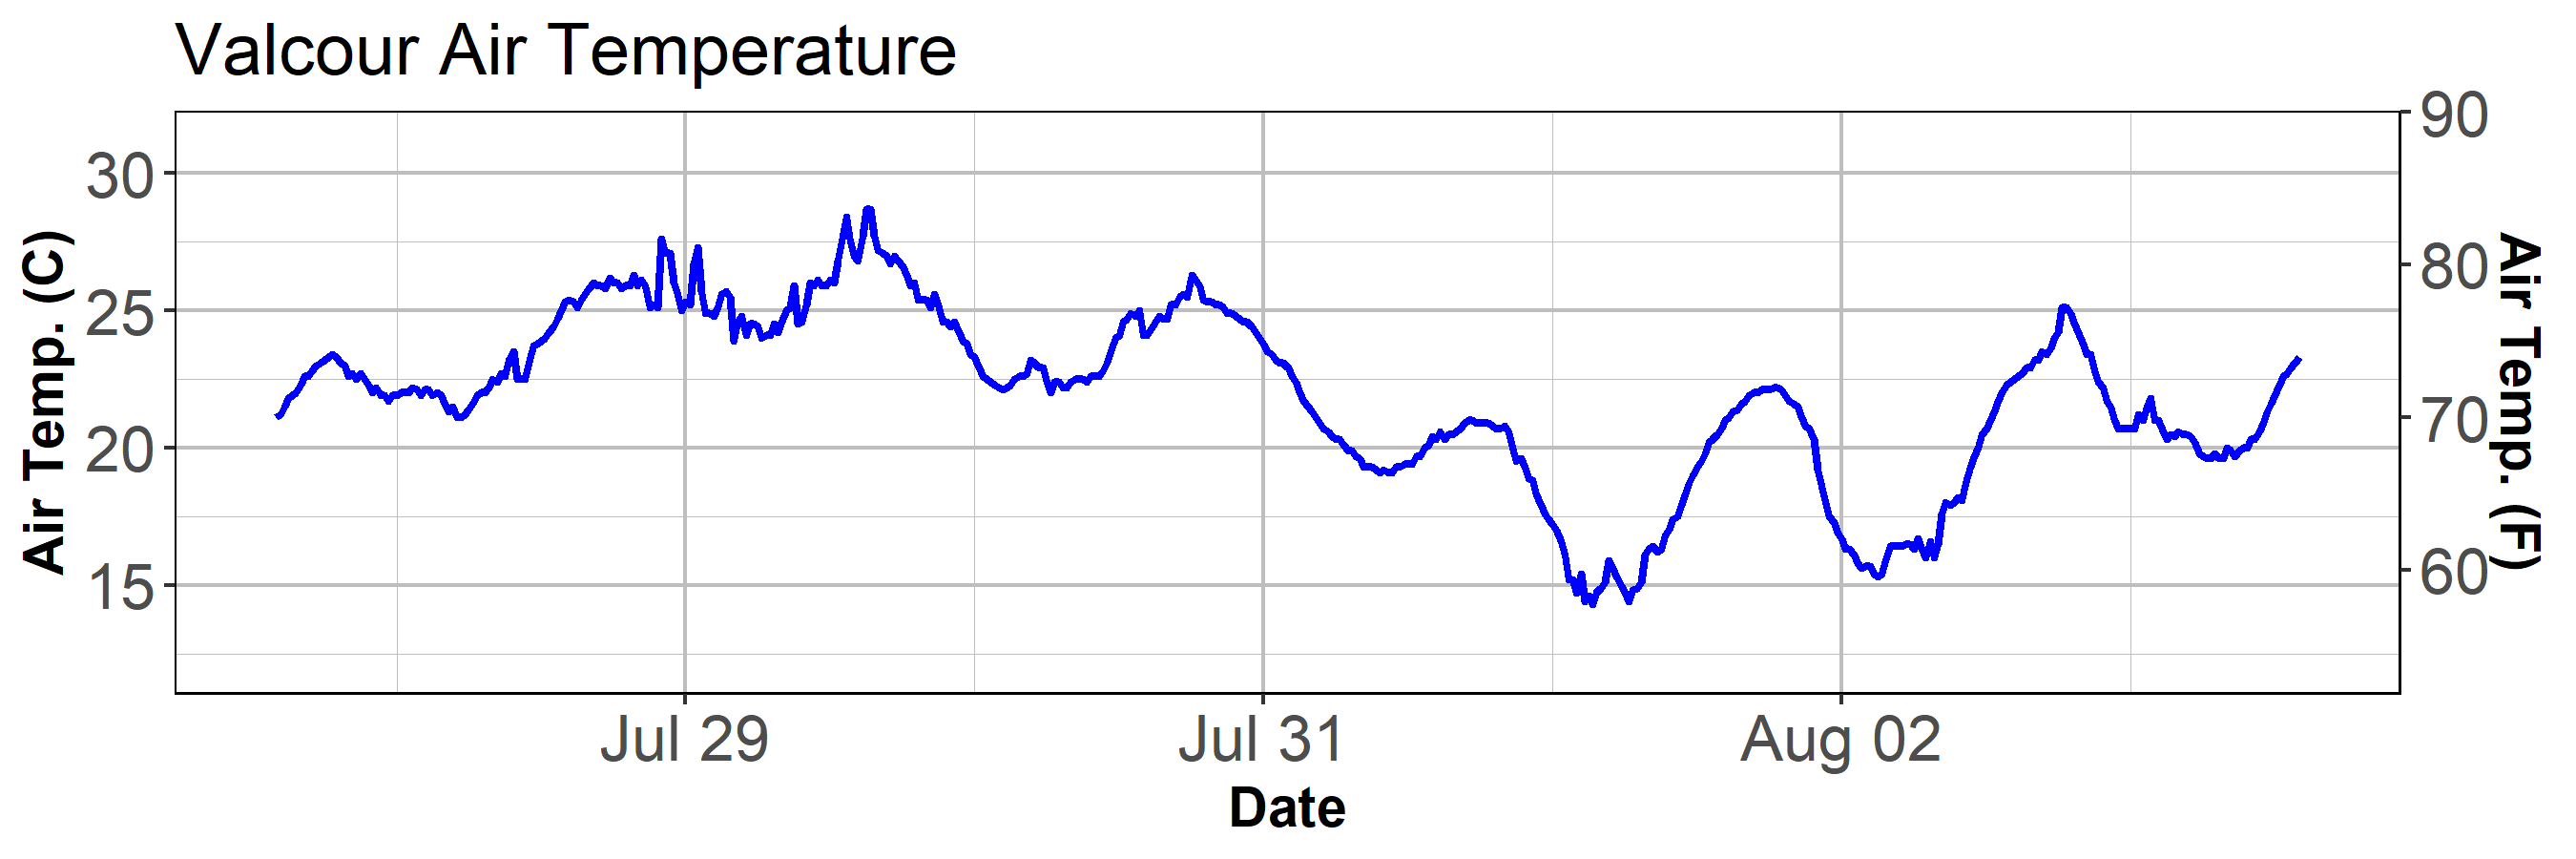 Valcour Air Temperature
Air Temp. (C)
30
25
20
15
90
80
70
60
Air Temp. (F)
Jul 29
Jul 31
Aug 02
Date